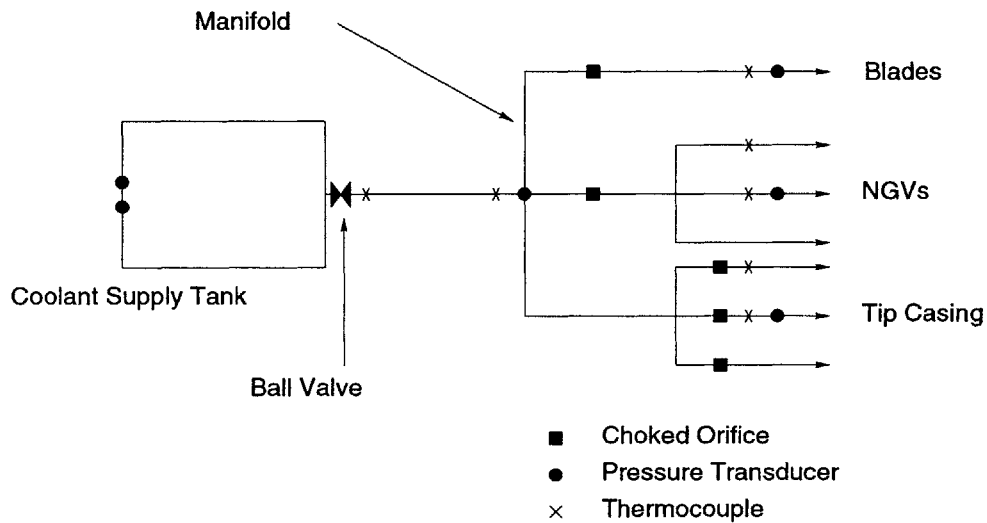 Manifold
Blades
NGVs
Coolant Supply Tank
Tip Casing
Ball Valve
Choked Orifice
Pressure Transducer
Thermocouple